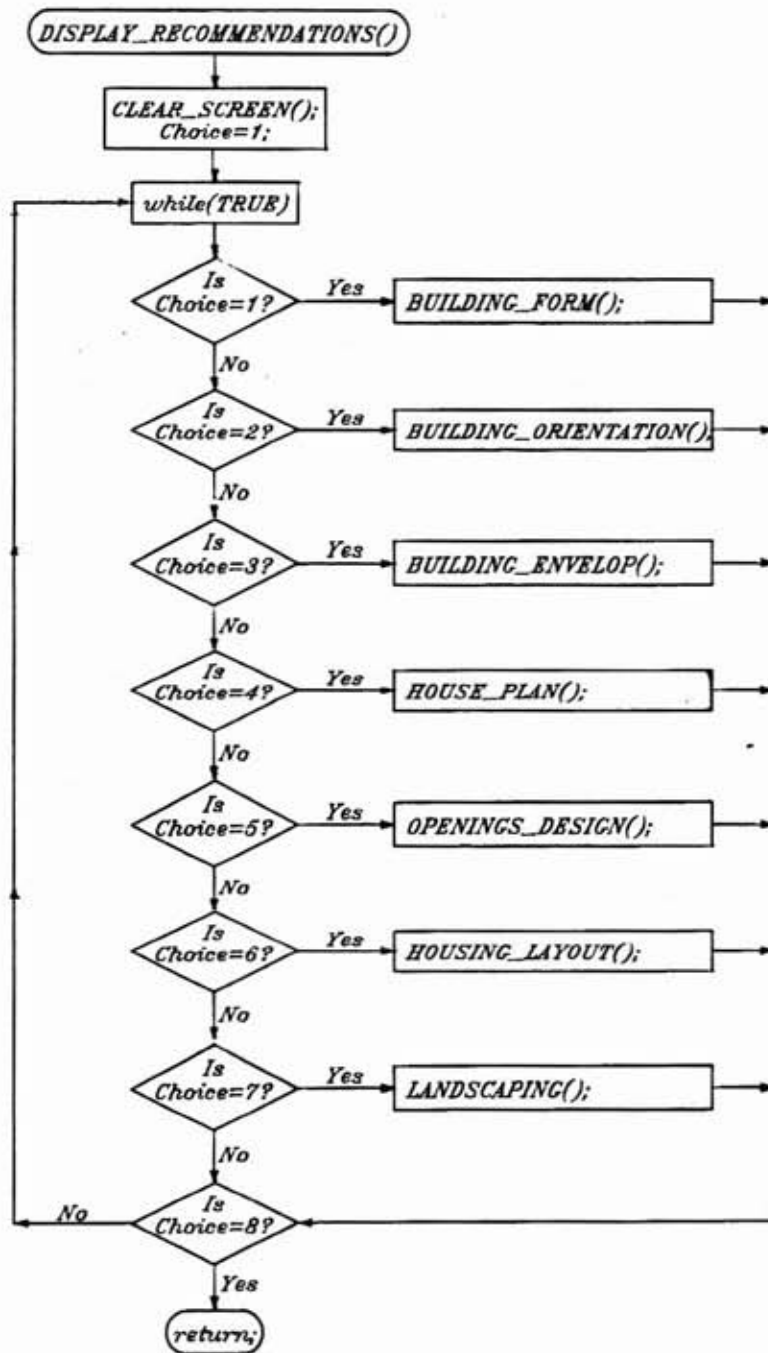 DISPLAY_RECOMMENDATIONS()
CLEAR_SCREEN();
Choice=1;
while(TRUE)
Is
Choice=1?
Yes
BUILDING_FORM();
No
Is
Choice=2?
Yes
BUILDING_ORIENTATION();
No
Is
Choice=3?
Yes
BUILDING_ENVELOP();
No
Is
Choice=4?
Yes
HOUSE_PLAN();
No
Is
Choice=5?
Yes
OPENINGS_DESIGN();
No
Is
Choice=6?
Yes
HOUSING_LAYOUT();
No
Is
Choice=7?
Yes
LANDSCAPING();
No
Is
Choice=8?
No
Yes
return;